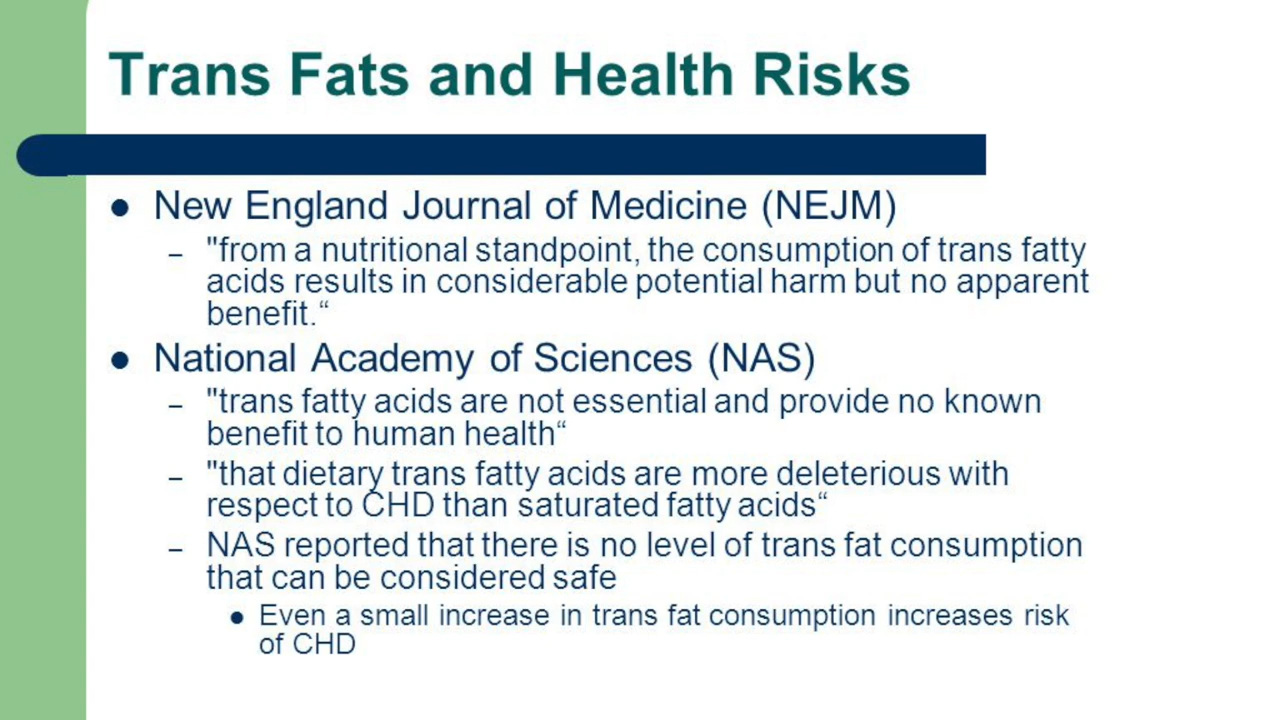 Trans Fats and Health Risks
New England Journal of Medicine (NEJM)
– "from a nutritional standpoint, the consumption of trans fatty
acids results in considerable potential harm but no apparent
benefit.“
National Academy of Sciences (NAS)
– "trans fatty acids are not essential and provide no known
benefit to human health“
– "that dietary trans fatty acids are more deleterious with
respect to CHD than saturated fatty acids“
– NAS reported that there is no level of trans fat consumption
that can be considered safe
Even a small increase in trans fat consumption increases risk
of CHD